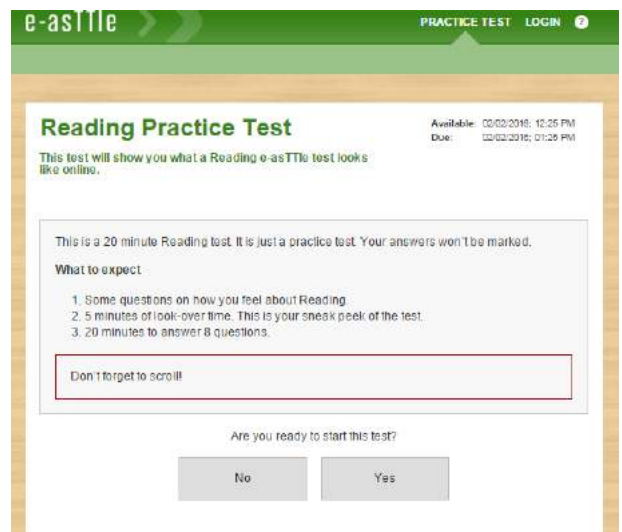 e-asTTle
PRACTICE TEST LOGIN ?
Reading Practice Test
Available: 02/02/2016; 12:25 PM
Due: 02/02/2016; 01:26 PM
This test will show you what a Reading e-asTTle test looks
like online.
This is a 20 minute Reading test. It is just a practice test. Your answers won't be marked.
What to expect
1. Some questions on how you feel about Reading.
2. 5 minutes of look-over time. This is your sneak peek of the test.
3. 20 minutes to answer 8 questions.
Don't forget to scroll!
Are you ready to start this test?
No Yes